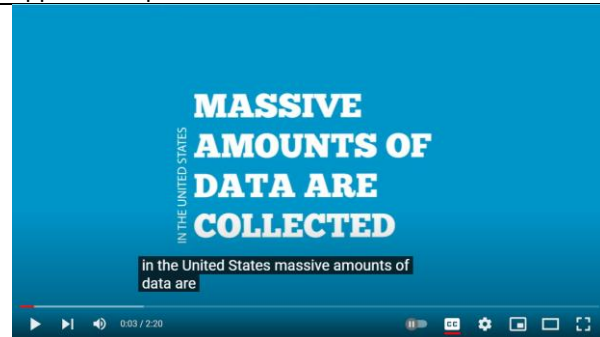 MASSIVE
AMOUNTS OF
DATA ARE
COLLECTED
IN THE UNITED STATES
in the United States massive amounts of
data are
0:03 / 2:20
CC